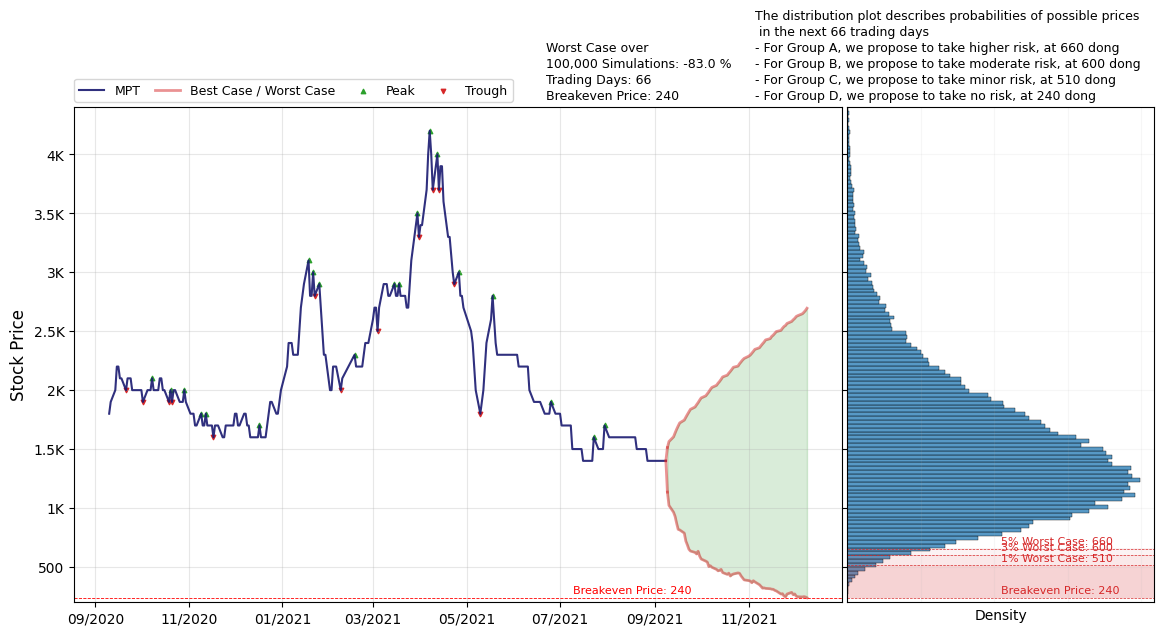 The distribution plot describes probabilities of possible prices
in the next 66 trading days
- For Group A, we propose to take higher risk, at 660 dong
- For Group B, we propose to take moderate risk, at 600 dong
- For Group C, we propose to take minor risk, at 510 dong
- For Group D, we propose to take no risk, at 240 dong
Worst Case over
100,000 Simulations: -83.0 %
Trading Days: 66
Breakeven Price: 240
MPT
Best Case / Worst Case
Peak
Trough
Stock Price
4K
3.5K
3K
2.5K
2K
1.5K
1K
500
09/2020
11/2020
01/2021
03/2021
05/2021
07/2021
09/2021
11/2021
Breakeven Price: 240
5% Worst Case: 660
3% Worst Case: 600
1% Worst Case: 510
Breakeven Price: 240
Density